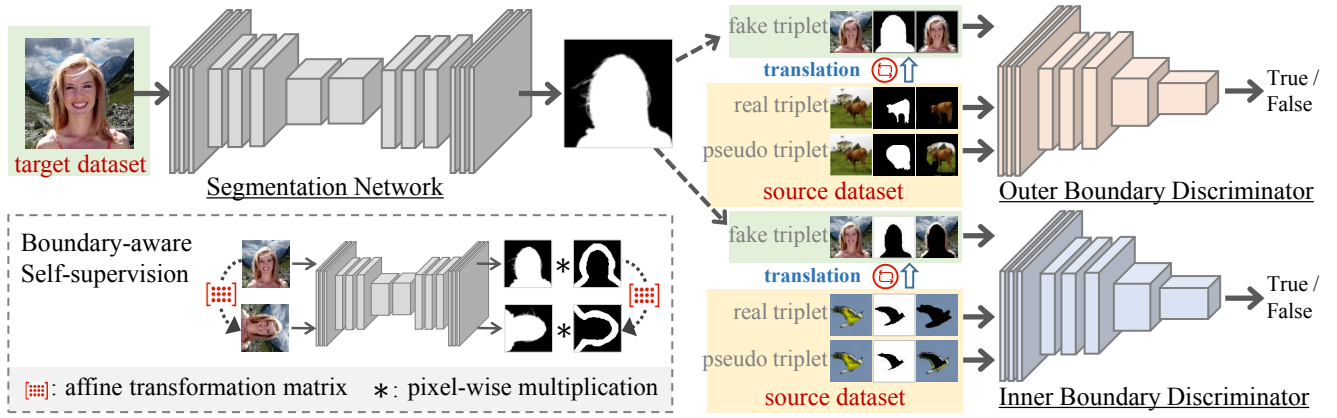 target dataset
Segmentation Network
fake triplet
translation
real triplet
pseudo triplet
source dataset
True /
False
Outer Boundary Discriminator
fake triplet
translation
real triplet
pseudo triplet
source dataset
True /
False
Inner Boundary Discriminator
Boundary-aware
Self-supervision
: affine transformation matrix *: pixel-wise multiplication